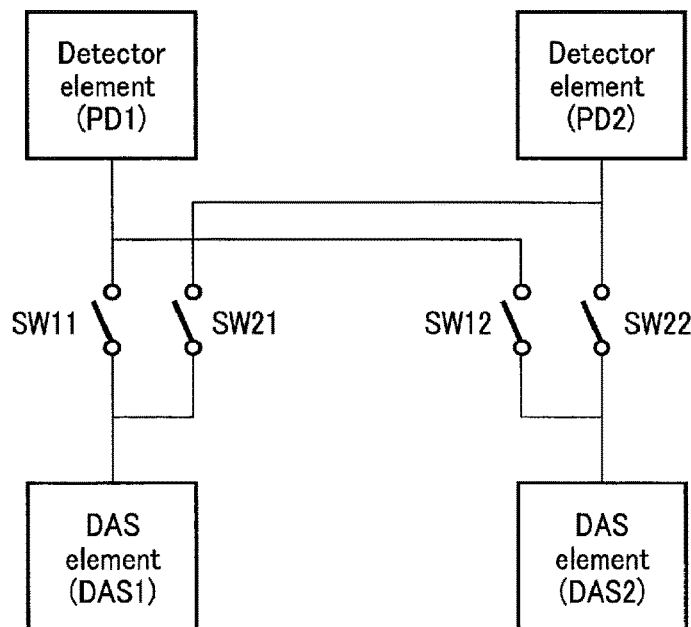 Detector
element
(PD1)
Detector
element
(PD2)
SW11
SW21
SW12
SW22
DAS
element
(DAS1)
DAS
element
(DAS2)